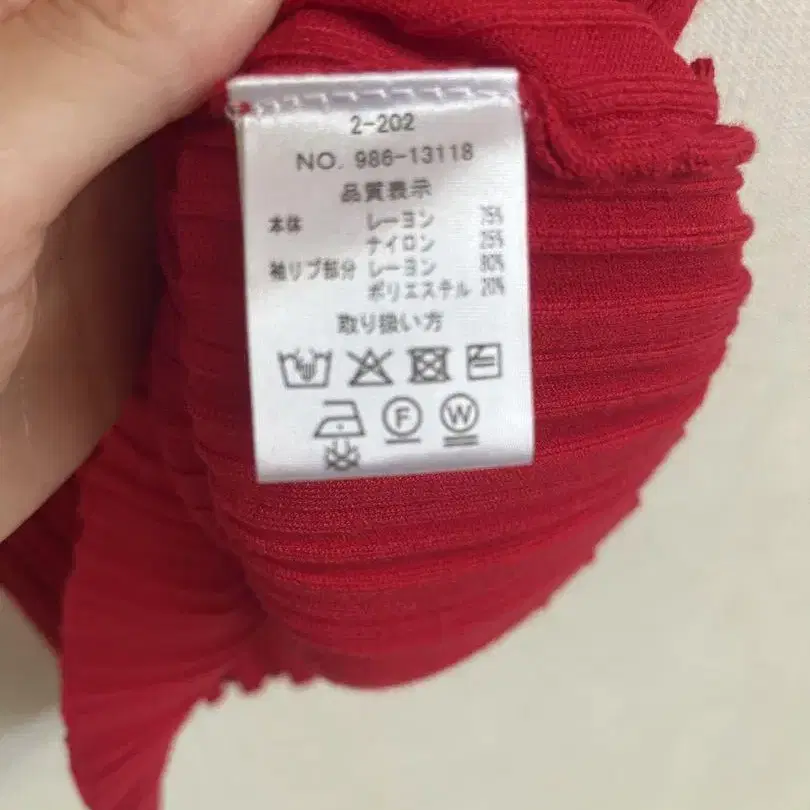 2-202
NO. 986-13118
品質表示
本体 レーヨン 75%
ナイロン 25%
袖リブ部分 レーヨン 80%
ポリエステル 20%
取り扱い方
F W